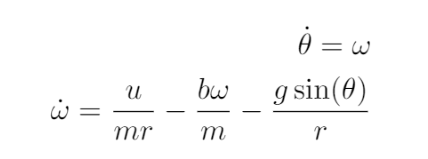 θ̇ = ω
ω̇ = u/(mr) − bω/m − g sin(θ)/r